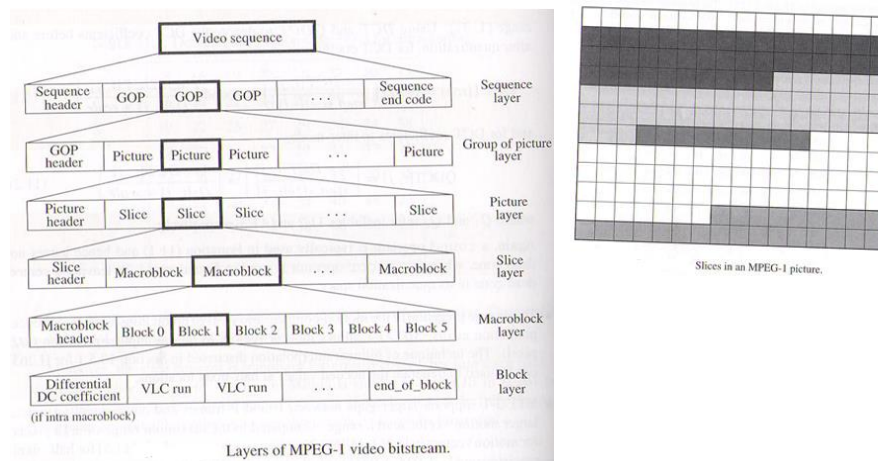 Video sequence
Sequence header GOP GOP GOP . . . . Sequence end code Sequence layer
GOP header Picture Picture Picture . . . Picture Group of picture layer
Picture header Slice Slice Slice . . . . Slice Picture layer
Slice header Macroblock Macroblock . . . . Macroblock Slice layer
Macroblock header Block 0 Block 1 Block 2 Block 3 Block 4 Block 5 Macroblock layer
Differential DC coefficient VLC run VLC run . . . . end_of_block Block layer
(if intra macroblock)
Layers of MPEG-1 video bitstream.
Slices in an MPEG-1 picture.